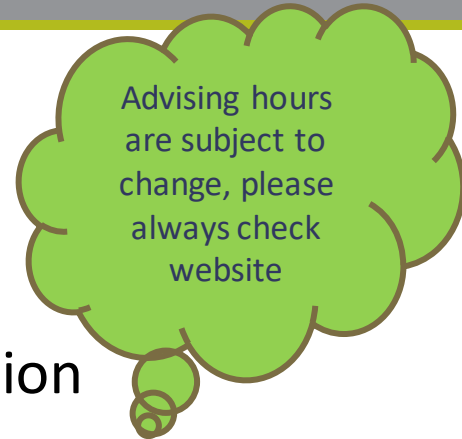 Advising hours
are subject to
change, please
always check
website
ion